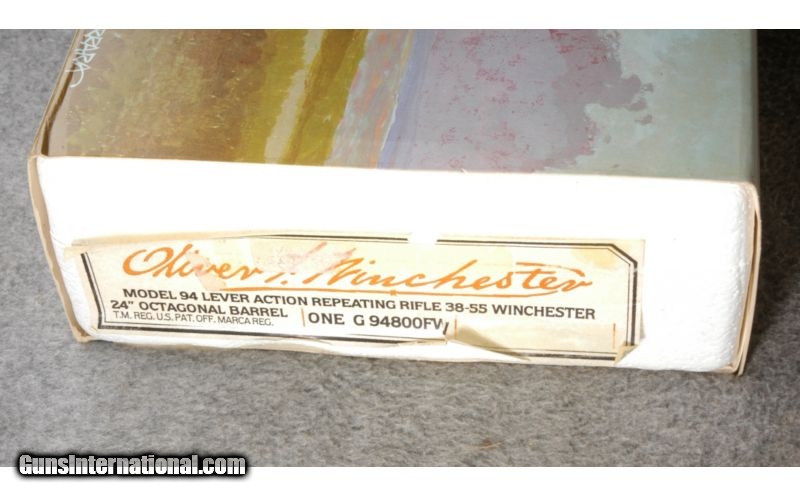 Oliver F. Winchester
MODEL 94 LEVER ACTION REPEATING RIFLE 38-55 WINCHESTER
24" OCTAGONAL BARREL
T.M. REG. U.S. PAT. OFF. MARCA REG.
ONE G 94800FW
GunsInternational.com